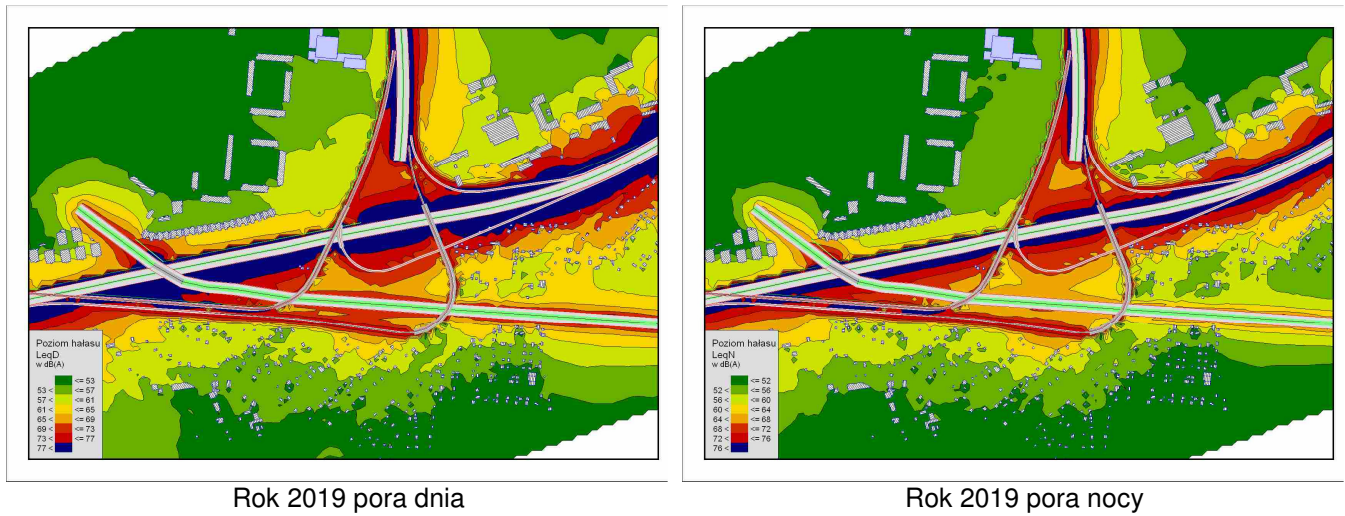 Poziom hałasu
LeqD
w dB(A)
<= 53
53 < <= 57
57 < <= 61
61 < <= 65
65 < <= 69
69 < <= 73
73 < <= 77
77 <
Poziom hałasu
LeqN
w dB(A)
<= 52
52 < <= 56
56 < <= 60
60 < <= 64
64 < <= 68
68 < <= 72
72 < <= 76
76 <
Rok 2019 pora dnia
Rok 2019 pora nocy